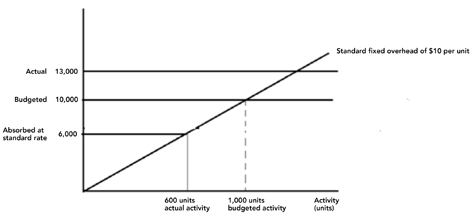 Standard fixed overhead of $10 per unit
Actual 13,000
Budgeted 10,000
Absorbed at
standard rate 6,000
600 units
actual activity
1,000 units
budgeted activity
Activity
(units)